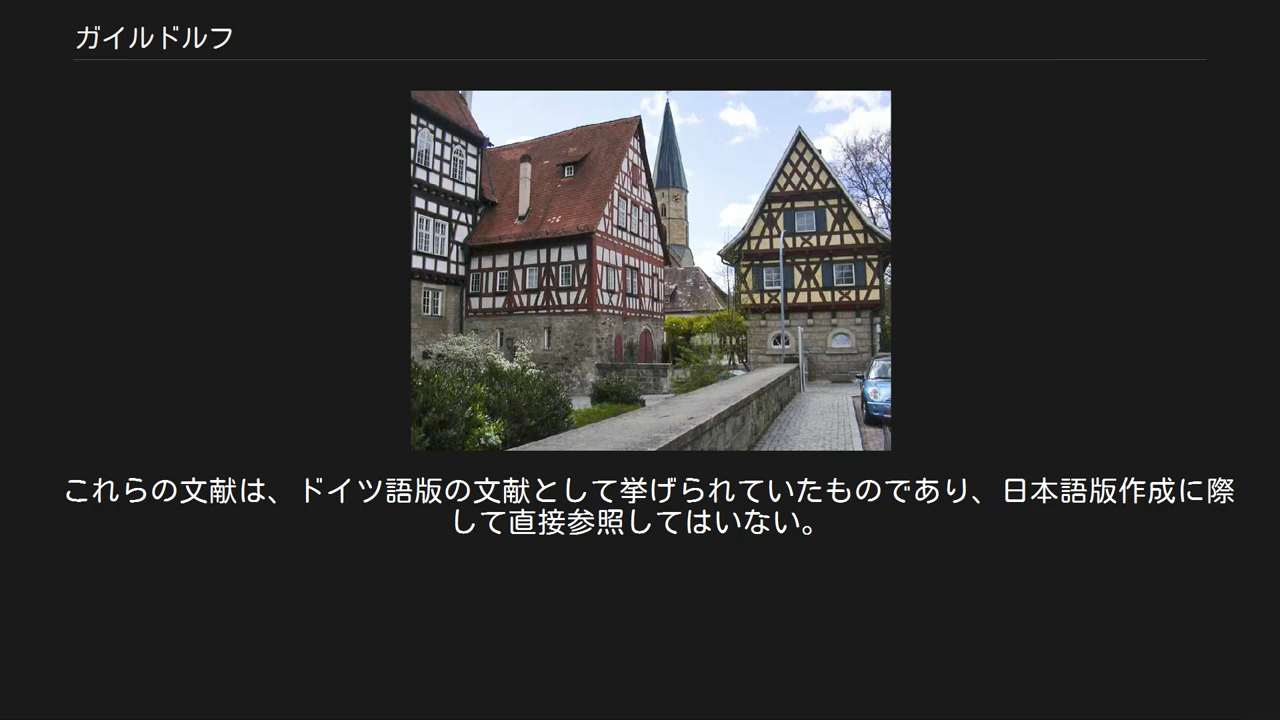 ガイルドルフ
これらの文献は、ドイツ語版の文献として挙げられていたものであり、日本語版作成に際
して直接参照してはいない。